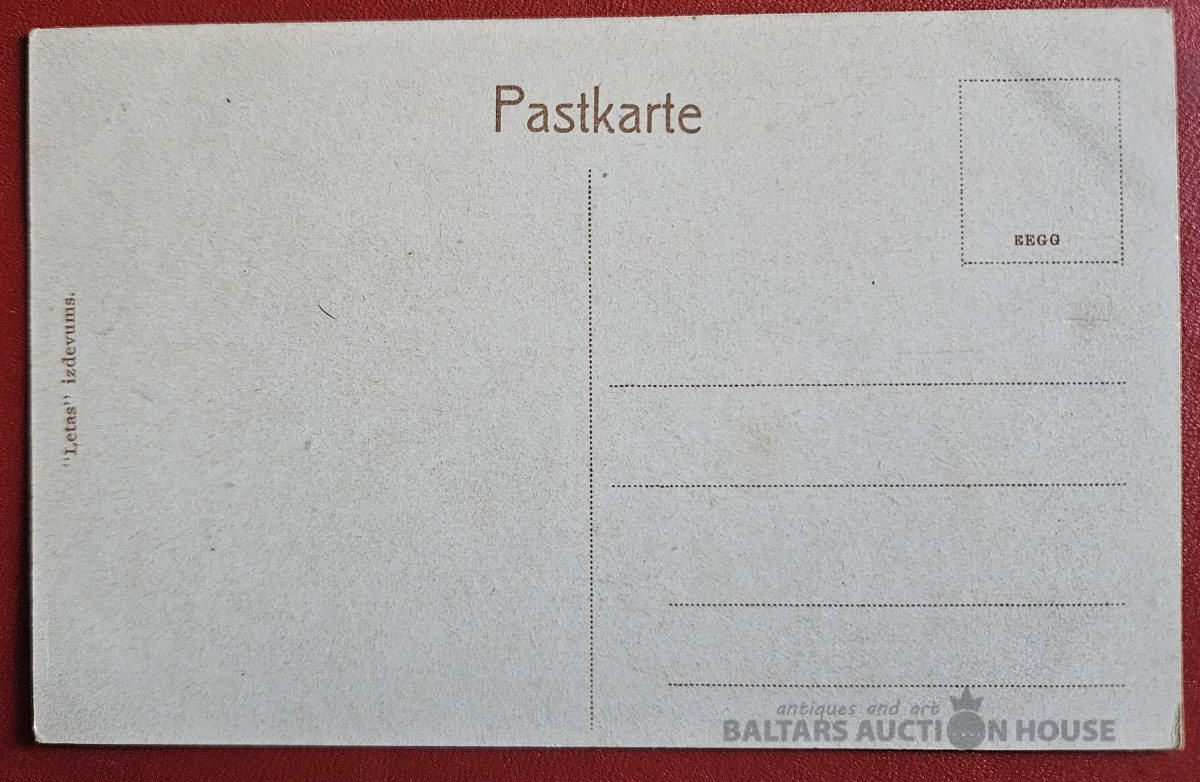 Pastkarte
EEGG
"Letas" izdevums.
antiques and art
BALTARS AUCTION HOUSE